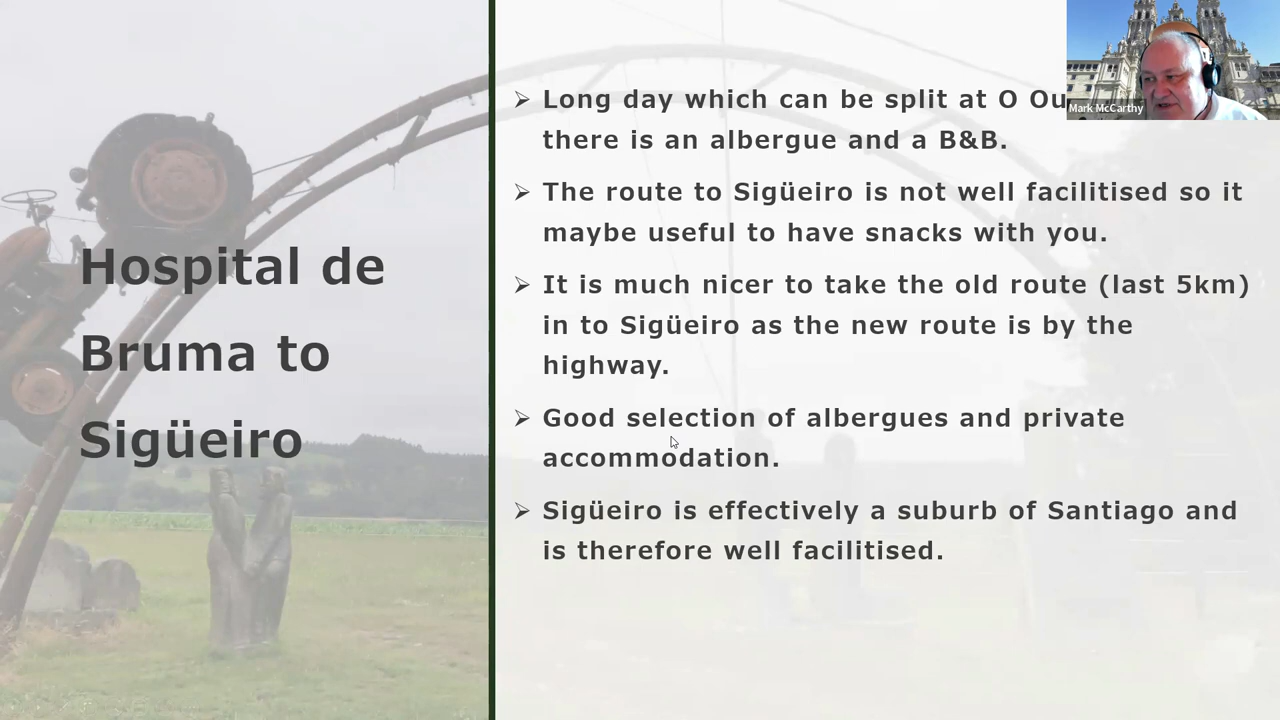 Hospital de
Bruma to
Sigüeiro
Long day which can be split at O
there is an albergue and a B&B.
The route to Sigüeiro is not well facilitised so it
maybe useful to have snacks with you.
It is much nicer to take the old route (last 5km)
in to Sigüeiro as the new route is by the
highway.
Good selection of albergues and private
accommodation.
Sigüeiro is effectively a suburb of Santiago and
is therefore well facilitised.
Mark McCarthy